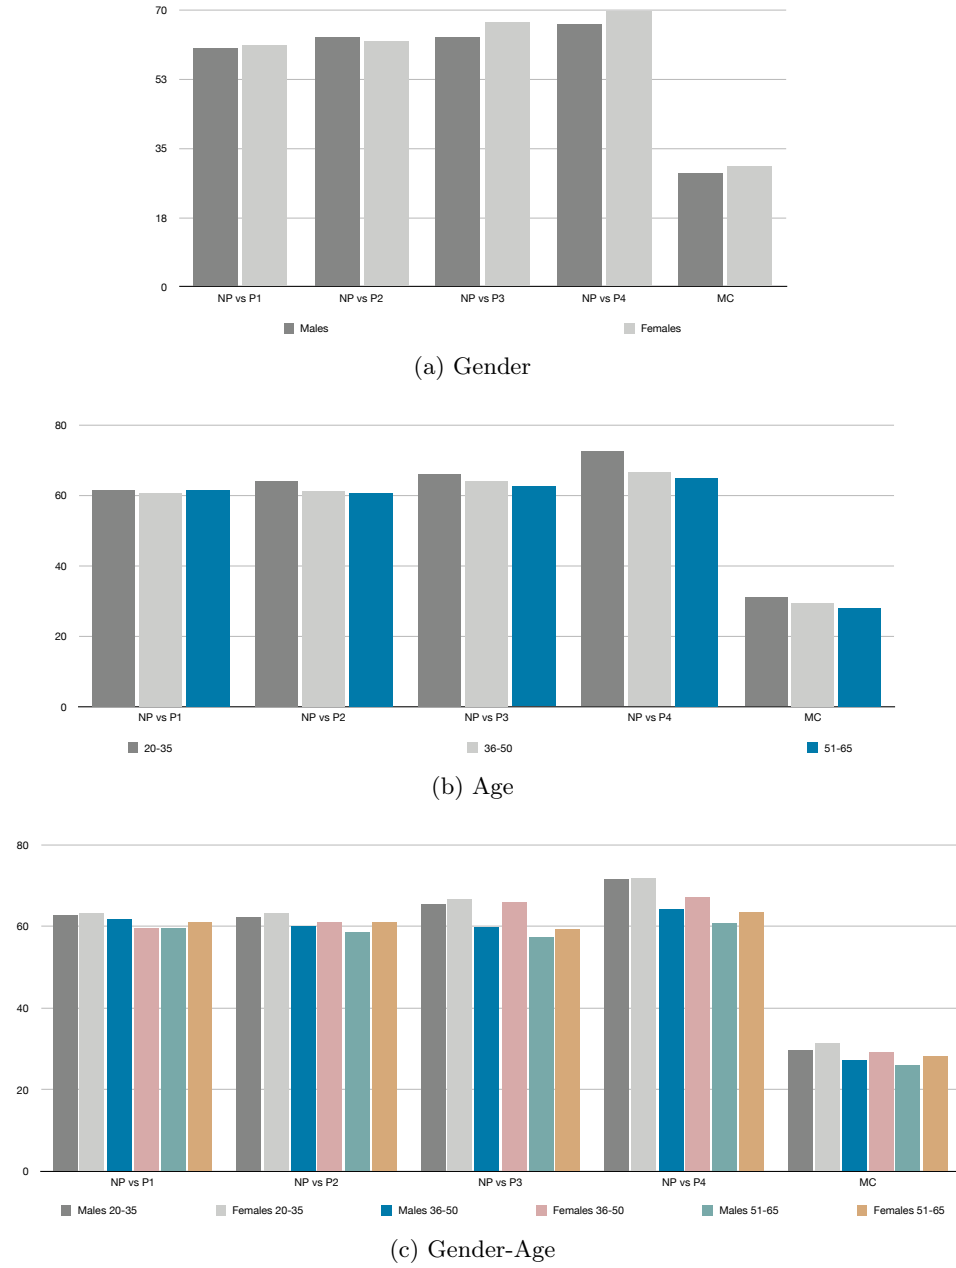 70
53
35
18
0
NP vs P1 NP vs P2 NP vs P3 NP vs P4 MC
Males Females
(a) Gender
80
60
40
20
0
NP vs P1 NP vs P2 NP vs P3 NP vs P4 MC
20-35 36-50 51-65
(b) Age
80
60
40
20
0
NP vs P1 NP vs P2 NP vs P3 NP vs P4 MC
Males 20-35 Females 20-35 Males 36-50 Females 36-50 Males 51-65 Females 51-65
(c) Gender-Age